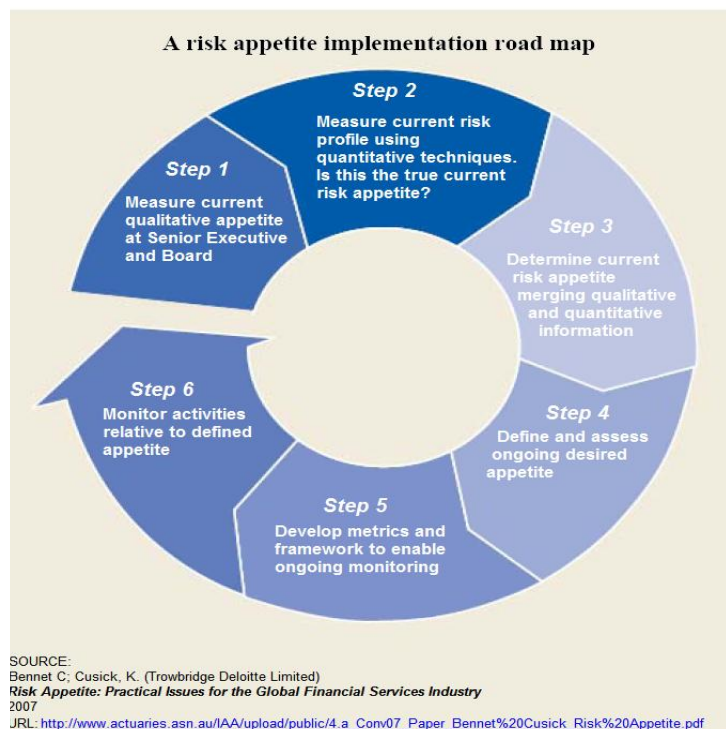 A risk appetite implementation road map
Step 1
Measure current
qualitative appetite
at Senior Executive
and Board
Step 2
Measure current risk
profile using
quantitative techniques.
Is this the true current
risk appetite?
Step 3
Determine current
risk appetite
merging qualitative
and quantitative
information
Step 4
Define and assess
ongoing desired
appetite
Step 5
Develop metrics and
framework to enable
ongoing monitoring
Step 6
Monitor activities
relative to defined
appetite
SOURCE:
Bennet C; Cusick, K. (Trowbridge Deloitte Limited)
Risk Appetite: Practical Issues for the Global Financial Services Industry
2007
URL: http://www.actuaries.asn.au/IAA/upload/public/4.a_Conv07_Paper_Bennet%20Cusick_Risk%20Appetite.pdf